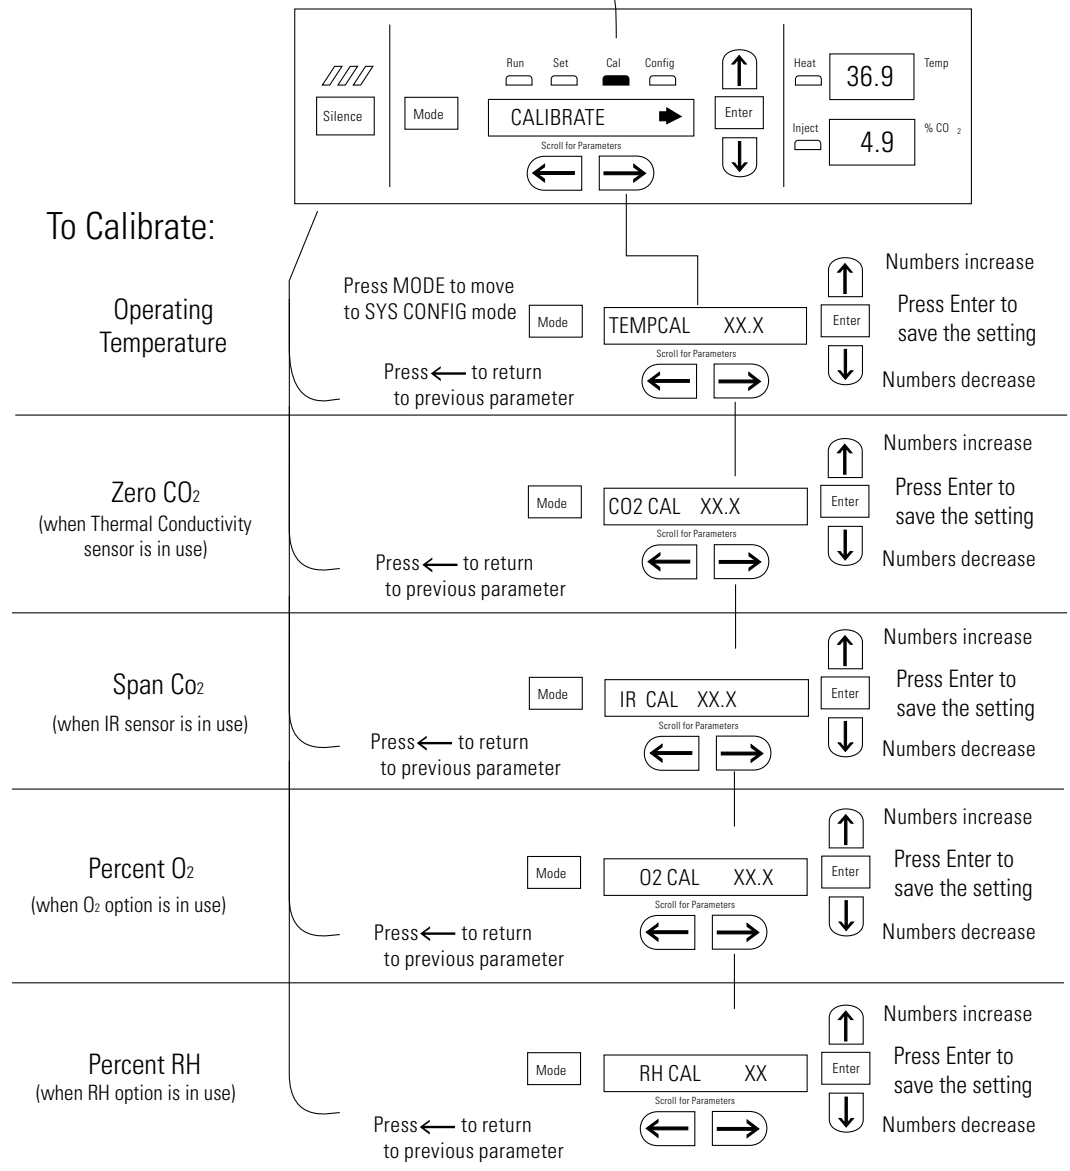 Run Set Cal Config
Heat Temp
36.9
Silence
Mode
CALIBRATE
Enter
Scroll for Parameters
Inject % CO 2
4.9
To Calibrate:
Operating
Temperature
Press MODE to move
to SYS CONFIG mode
Press to return
to previous parameter
Mode
TEMPCAL XX.X
Scroll for Parameters
Enter
Numbers increase
Press Enter to
save the setting
Numbers decrease
Zero CO2
(when Thermal Conductivity
sensor is in use)
Press to return
to previous parameter
Mode
CO2 CAL XX.X
Scroll for Parameters
Enter
Numbers increase
Press Enter to
save the setting
Numbers decrease
Span Co2
(when IR sensor is in use)
Press to return
to previous parameter
Mode
IR CAL XX.X
Scroll for Parameters
Enter
Numbers increase
Press Enter to
save the setting
Numbers decrease
Percent O2
(when O2 option is in use)
Press to return
to previous parameter
Mode
O2 CAL XX.X
Scroll for Parameters
Enter
Numbers increase
Press Enter to
save the setting
Numbers decrease
Percent RH
(when RH option is in use)
Press to return
to previous parameter
Mode
RH CAL XX
Scroll for Parameters
Enter
Numbers increase
Press Enter to
save the setting
Numbers decrease